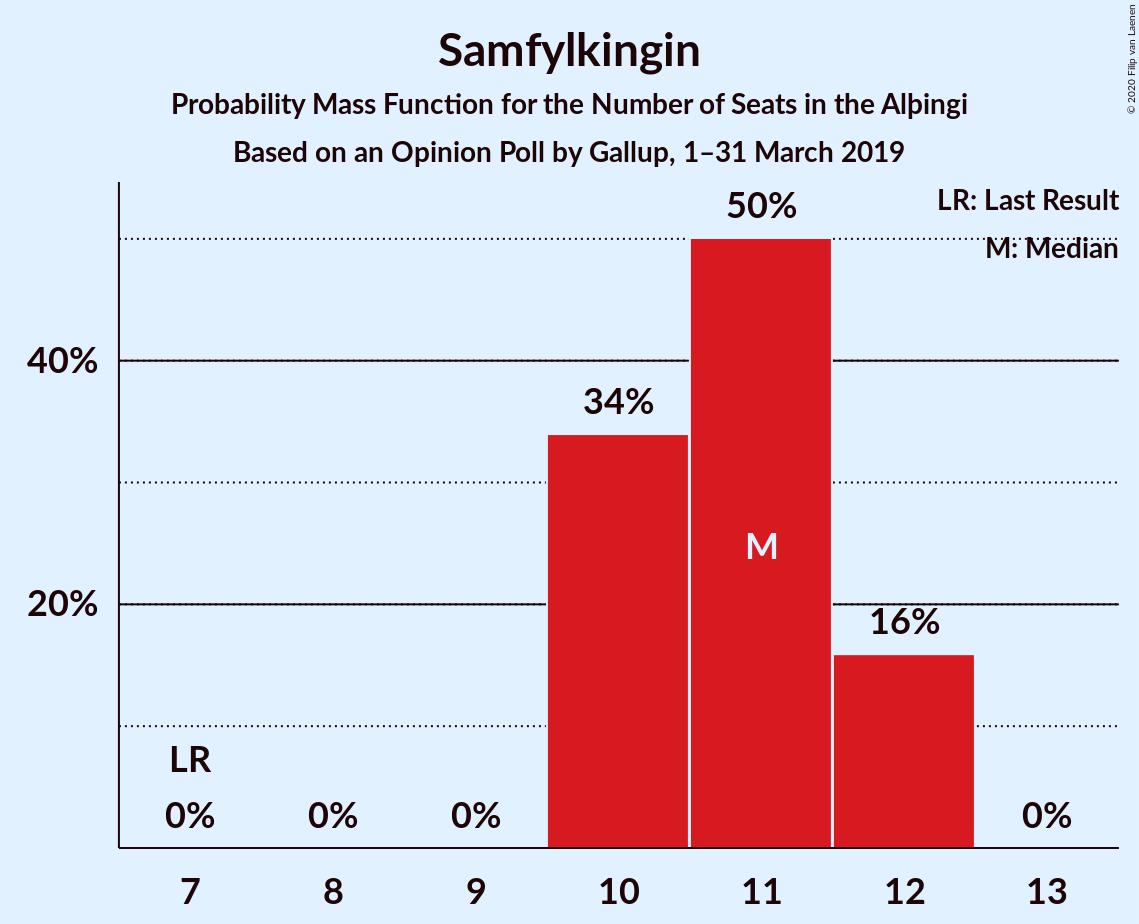 Samfylkingin
Probability Mass Function for the Number of Seats in the Alþingi
Based on an Opinion Poll by Gallup, 1–31 March 2019
© 2020 Filip van Laenen
LR: Last Result
M: Median
50%
40%
34%
M
20%
16%
LR
0%
0%
0%
0%
7
8
9
10
11
12
13